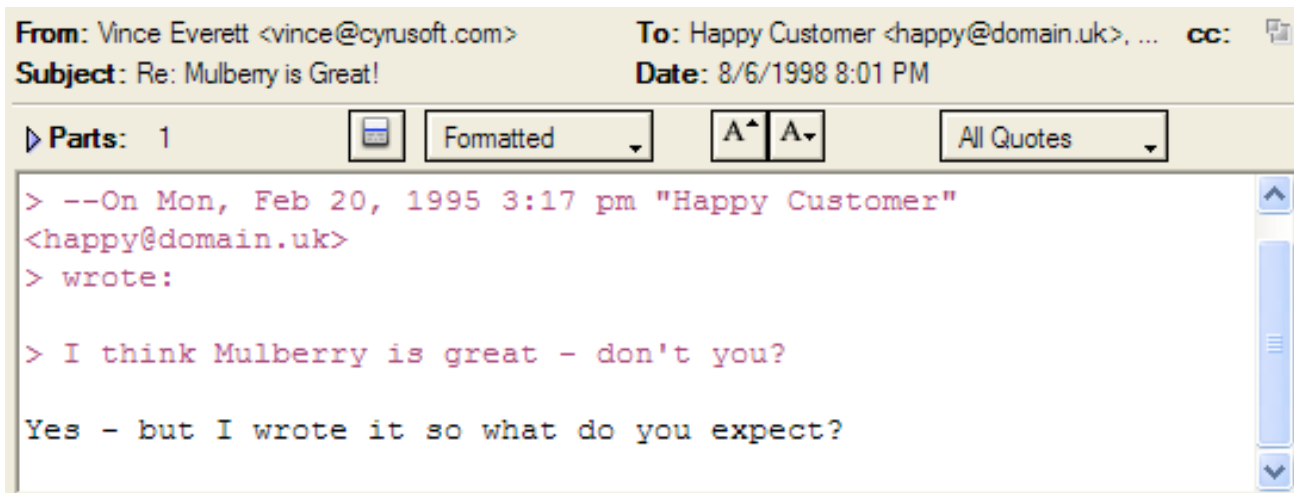 From: Vince Everett <vince@cyrusoft.com> To: Happy Customer <happy@domain.uk>, ... cc:
Subject: Re: Mulberry is Great! Date: 8/6/1998 8:01 PM
Parts: 1 Formatted A A All Quotes
> --On Mon, Feb 20, 1995 3:17 pm "Happy Customer"
<happy@domain.uk>
> wrote:
> I think Mulberry is great - don't you?
Yes - but I wrote it so what do you expect?